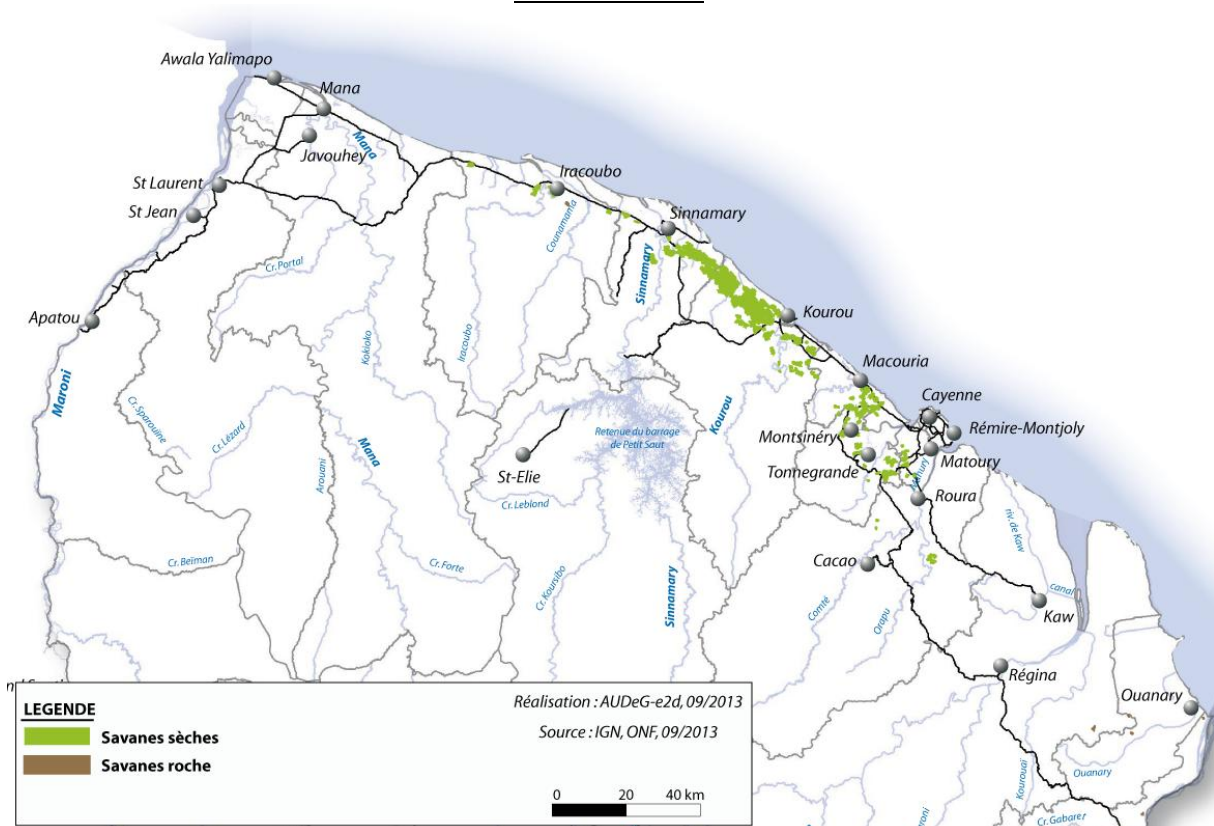 Awala Yalimapo
Mana
Mana
Javouhey
St Laurent
St Jean
Iracoubo
Sinnamary
Counamama
Sinnamary
Cr. Portal
Apatou
Kourou
Kokioko
Iracoubo
Macouria
Maroni
Cayenne
Cr. Sparouine
Cr. Lézard
Kourou
Rémire-Montjoly
Montsinéry
Retenue du barrage
de Petit Saut
Mana
Matoury
St-Elie
Tonnegrande
Mahury
Arouani
Roura
Cr. Leblond
riv. de Kaw
Cr. Beïman
Cr. Forte
Cacao
Cr. Koursibo
Sinnamary
Comté
Orapu
canal
Kaw
Régina
Ouanary
LEGENDE
Savanes sèches
Savanes roche
Réalisation : AUDeG-e2d, 09/2013
Source : IGN, ONF, 09/2013
0 20 40 km
Kourouaï
Ouanary
Cr. Gabaret